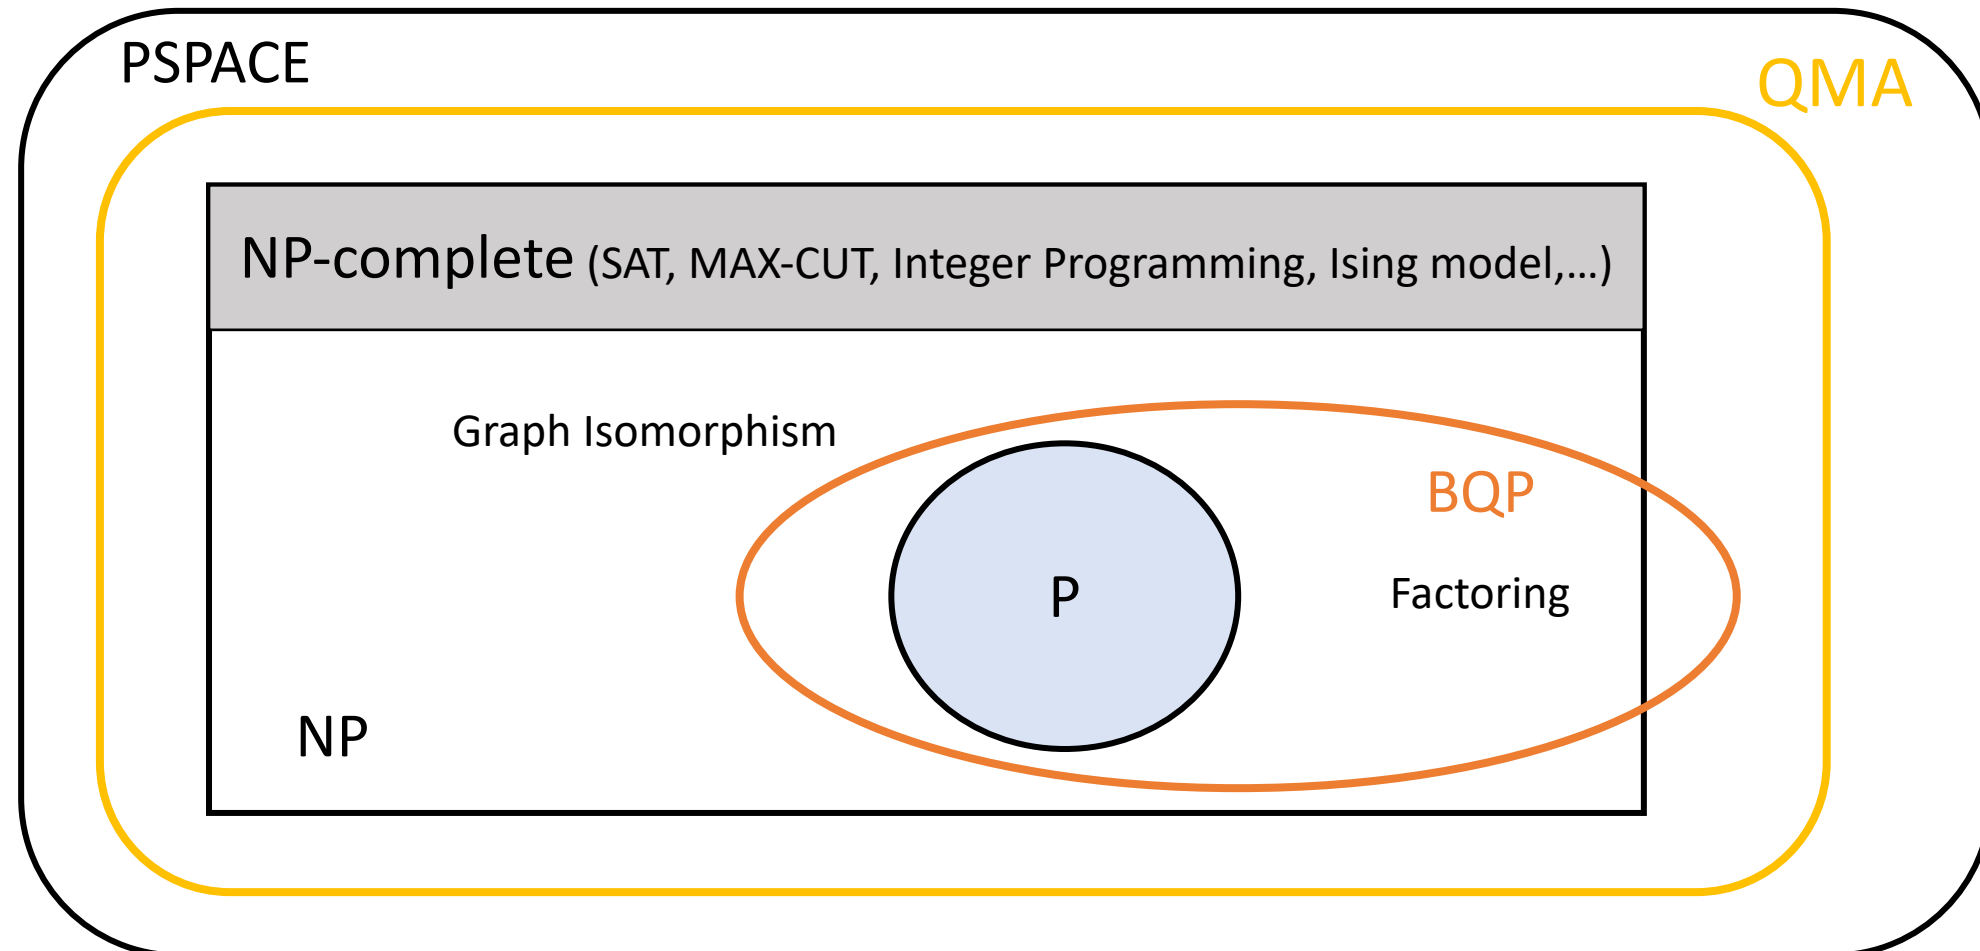 PSPACE
QMA
NP-complete (SAT, MAX-CUT, Integer Programming, Ising model,...)
Graph Isomorphism
BQP
P
Factoring
NP